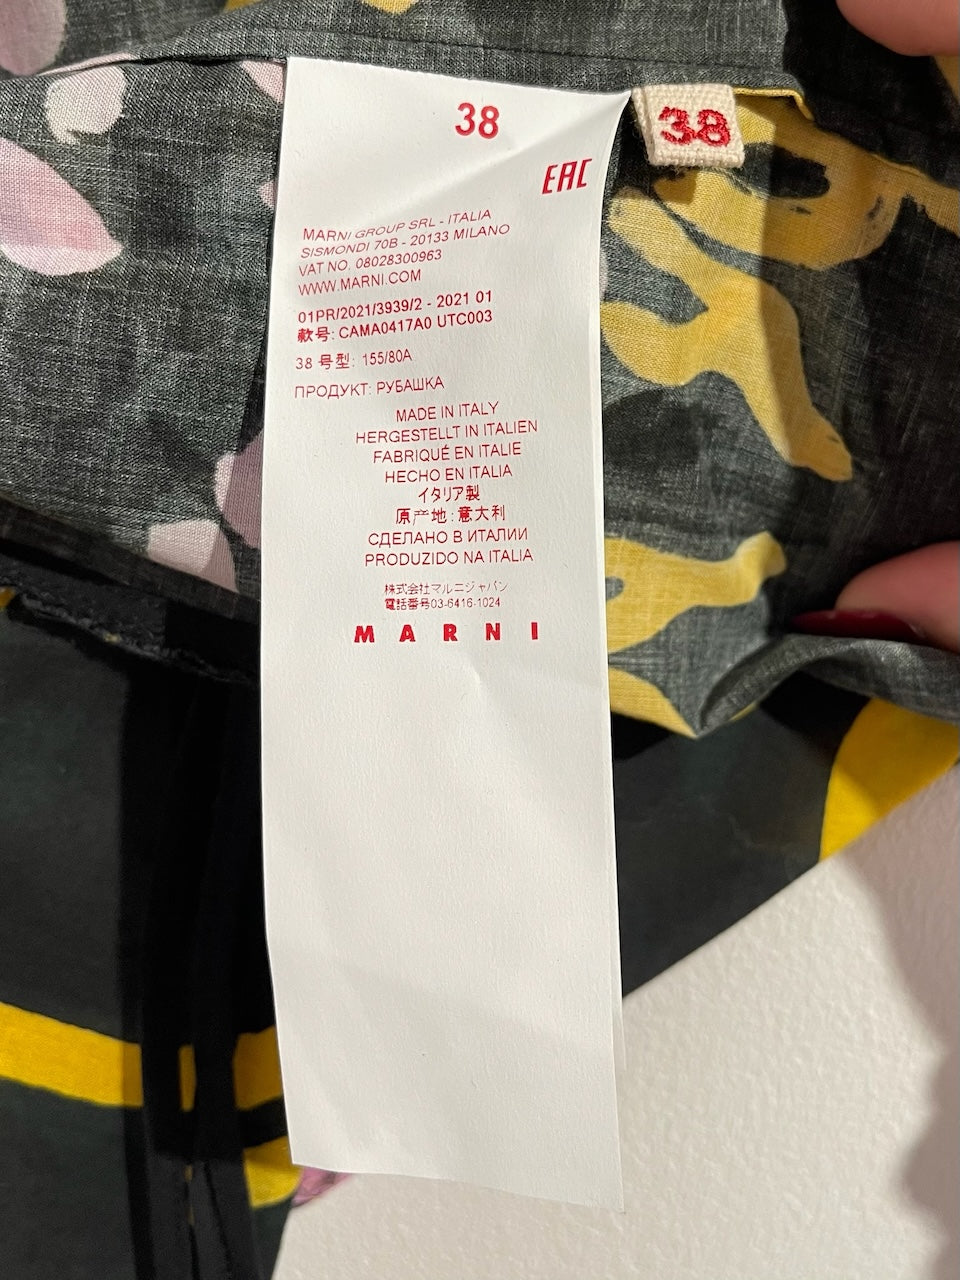 38
38
EAC
MARNI GROUP SRL - ITALIA
SISMONDI 70B - 20133 MILANO
VAT NO. 08028300963
WWW.MARNI.COM
01PR/2021/3939/2 - 2021 01
款号: CAMA0417A0 UTC003
38 号型: 155/80A
ПРОДУКТ: РУБАШКА
MADE IN ITALY
HERGESTELLT IN ITALIEN
FABRIQUÉ EN ITALIE
HECHO EN ITALIA
イタリア製
原产地:意大利
СДЕЛАНО В ИТАЛИИ
PRODUZIDO NA ITALIA
株式会社マルニジャパン
電話番号03-6416-1024
MARNI